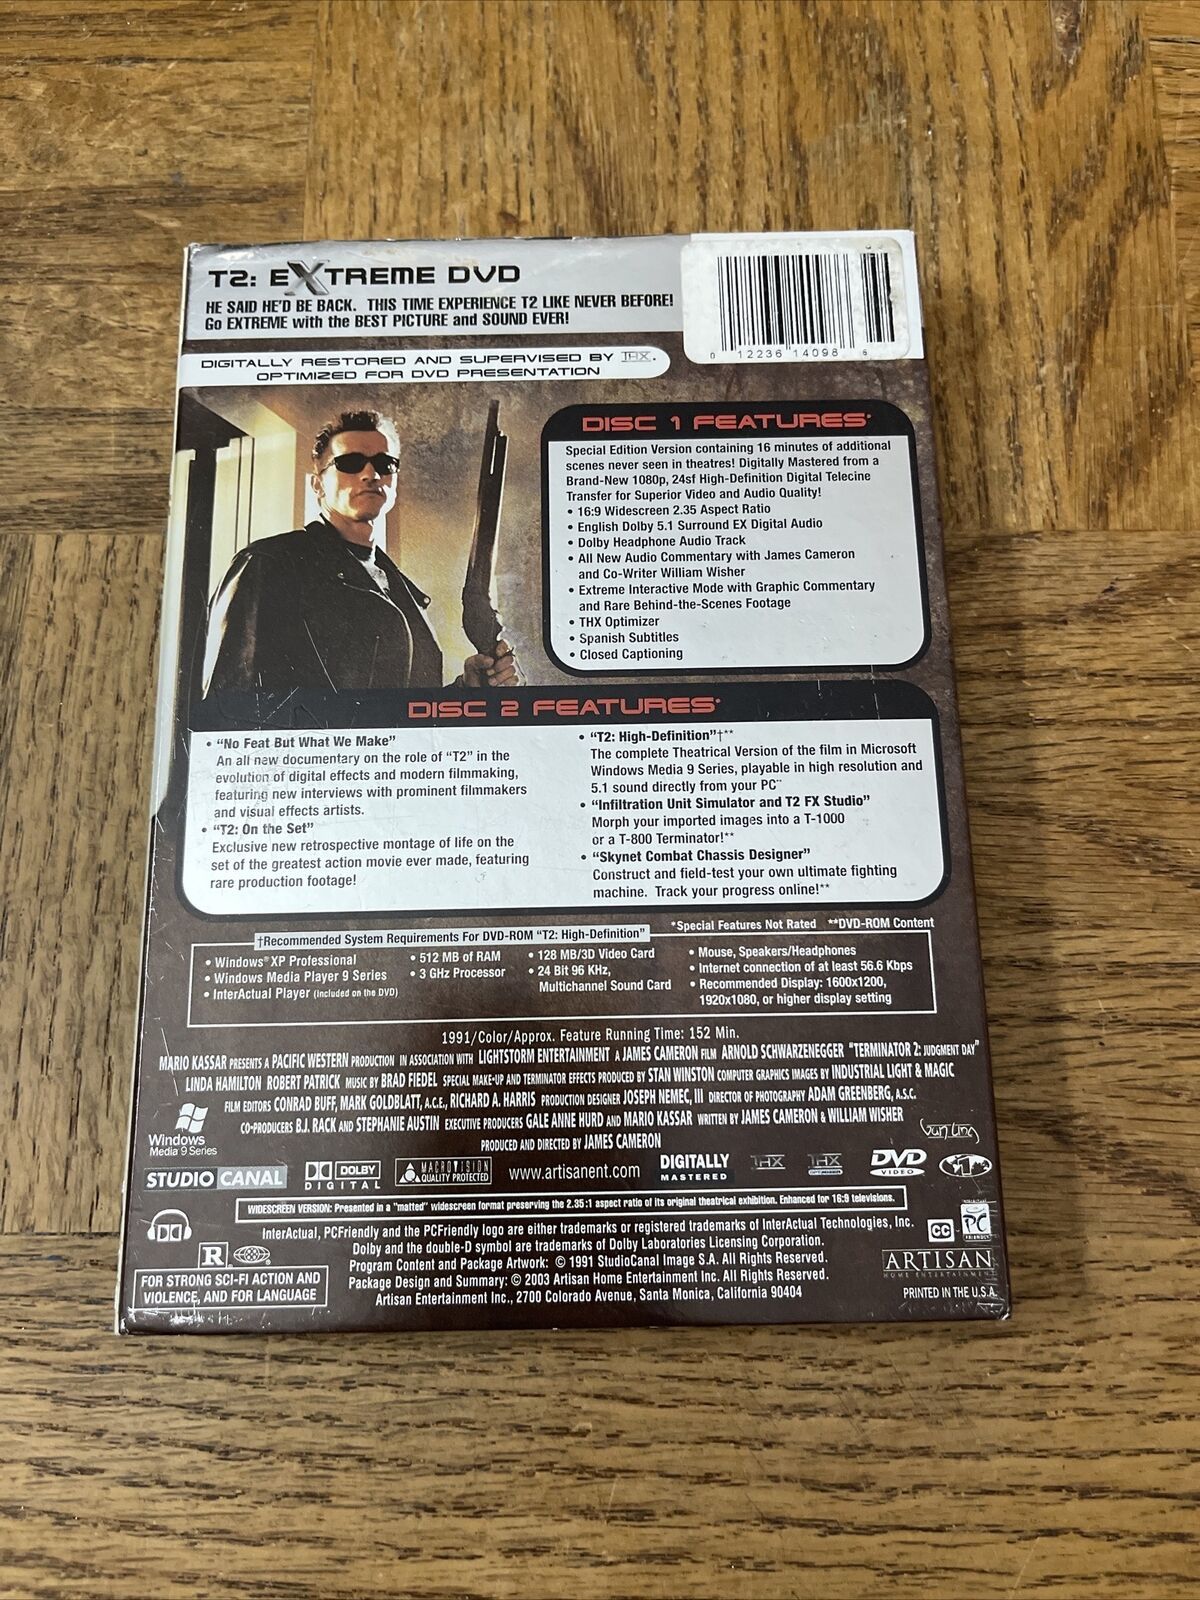 T2: EXTREME DVD
HE SAID HE'D BE BACK. THIS TIME EXPERIENCE T2 LIKE NEVER BEFORE!
Go EXTREME with the BEST PICTURE and SOUND EVER!
0 12236 14098 6
DIGITALLY RESTORED AND SUPERVISED BY THX.
OPTIMIZED FOR DVD PRESENTATION
DISC 1 FEATURES*
Special Edition Version containing 16 minutes of additional
scenes never seen in theatres! Digitally Mastered from a
Brand-New 1080p, 24sf High-Definition Digital Telecine
Transfer for Superior Video and Audio Quality!
• 16:9 Widescreen 2.35 Aspect Ratio
• English Dolby 5.1 Surround EX Digital Audio
• Dolby Headphone Audio Track
• All New Audio Commentary with James Cameron
and Co-Writer William Wisher
• Extreme Interactive Mode with Graphic Commentary
and Rare Behind-the-Scenes Footage
• THX Optimizer
• Spanish Subtitles
• Closed Captioning
DISC 2 FEATURES*
• "No Feat But What We Make"
An all new documentary on the role of "T2" in the
evolution of digital effects and modern filmmaking,
featuring new interviews with prominent filmmakers
and visual effects artists.
• "T2: On the Set"
Exclusive new retrospective montage of life on the
set of the greatest action movie ever made, featuring
rare production footage!
• "T2: High-Definition"†**
The complete Theatrical Version of the film in Microsoft
Windows Media 9 Series, playable in high resolution and
5.1 sound directly from your PC**
• "Infiltration Unit Simulator and T2 FX Studio"
Morph your imported images into a T-1000
or a T-800 Terminator!**
• "Skynet Combat Chassis Designer"
Construct and field-test your own ultimate fighting
machine. Track your progress online!**
*Special Features Not Rated **DVD-ROM Content
†Recommended System Requirements For DVD-ROM "T2: High-Definition"
• Windows® XP Professional
• Windows Media Player 9 Series
• InterActual Player (included on the DVD)
• 512 MB of RAM
• 3 GHz Processor
• 128 MB/3D Video Card
• 24 Bit 96 KHz,
Multichannel Sound Card
• Mouse, Speakers/Headphones
• Internet connection of at least 56.6 Kbps
• Recommended Display: 1600x1200,
1920x1080, or higher display setting
1991/Color/Approx. Feature Running Time: 152 Min.
MARIO KASSAR PRESENTS A PACIFIC WESTERN PRODUCTION IN ASSOCIATION WITH LIGHTSTORM ENTERTAINMENT A JAMES CAMERON FILM ARNOLD SCHWARZENEGGER "TERMINATOR 2: JUDGMENT DAY"
LINDA HAMILTON ROBERT PATRICK MUSIC BY BRAD FIEDEL SPECIAL MAKE-UP AND TERMINATOR EFFECTS PRODUCED BY STAN WINSTON COMPUTER GRAPHICS IMAGES BY INDUSTRIAL LIGHT & MAGIC
FILM EDITORS CONRAD BUFF, MARK GOLDBLATT, A.C.E., RICHARD A. HARRIS PRODUCTION DESIGNER JOSEPH NEMEC, III DIRECTOR OF PHOTOGRAPHY ADAM GREENBERG, A.S.C.
CO-PRODUCERS B.J. RACK AND STEPHANIE AUSTIN EXECUTIVE PRODUCERS GALE ANNE HURD AND MARIO KASSAR WRITTEN BY JAMES CAMERON & WILLIAM WISHER
PRODUCED AND DIRECTED BY JAMES CAMERON
Windows
Media 9 Series
STUDIO CANAL
DOLBY
DIGITAL
MACROVISION
QUALITY PROTECTED
www.artisanent.com
DIGITALLY
MASTERED
THX
THX
DVD
VIDEO
1
WIDESCREEN VERSION: Presented in a "matted" widescreen format preserving the 2.35:1 aspect ratio of its original theatrical exhibition. Enhanced for 16:9 televisions.
InterActual, PCFriendly and the PCFriendly logo are either trademarks or registered trademarks of InterActual Technologies, Inc.
Dolby and the double-D symbol are trademarks of Dolby Laboratories Licensing Corporation.
Program Content and Package Artwork: © 1991 StudioCanal Image S.A. All Rights Reserved.
Package Design and Summary: © 2003 Artisan Home Entertainment Inc. All Rights Reserved.
Artisan Entertainment Inc., 2700 Colorado Avenue, Santa Monica, California 90404
R
FOR STRONG SCI-FI ACTION AND
VIOLENCE, AND FOR LANGUAGE
CC
PC
FRIENDLY
ARTISAN
HOME ENTERTAINMENT
PRINTED IN THE U.S.A.